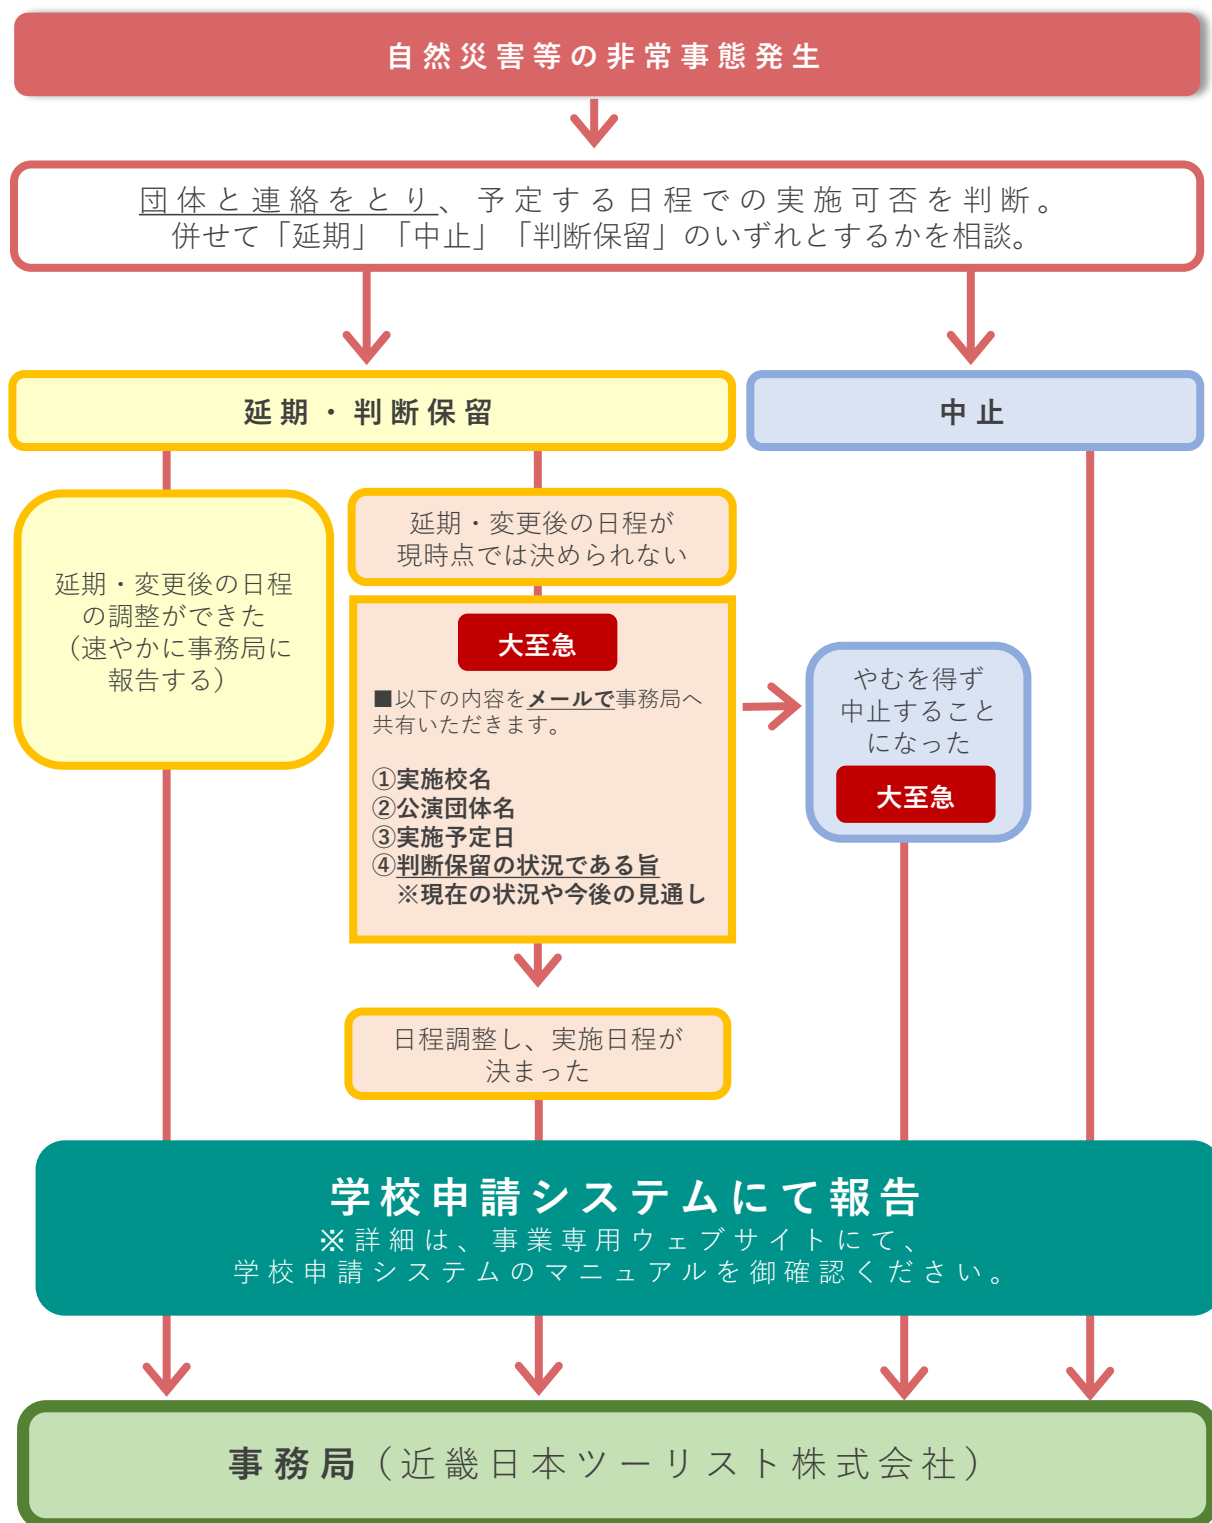 自然災害等の非常事態発生
団体と連絡をとり、予定する日程での実施可否を判断。
併せて「延期」「中止」「判断保留」のいずれとするかを相談。
延期・判断保留
中止
延期・変更後の日程
の調整ができた
（速やかに事務局に
報告する）
延期・変更後の日程が
現時点では決められない
大至急
■以下の内容をメールで事務局へ
共有いただきます。
①実施校名
②公演団体名
③実施予定日
④判断保留の状況である旨
※現在の状況や今後の見通し
やむを得ず
中止すること
になった
大至急
日程調整し、実施日程が
決まった
学校申請システムにて報告
※詳細は、事業専用ウェブサイトにて、
学校申請システムのマニュアルを御確認ください。
事務局（近畿日本ツーリスト株式会社）